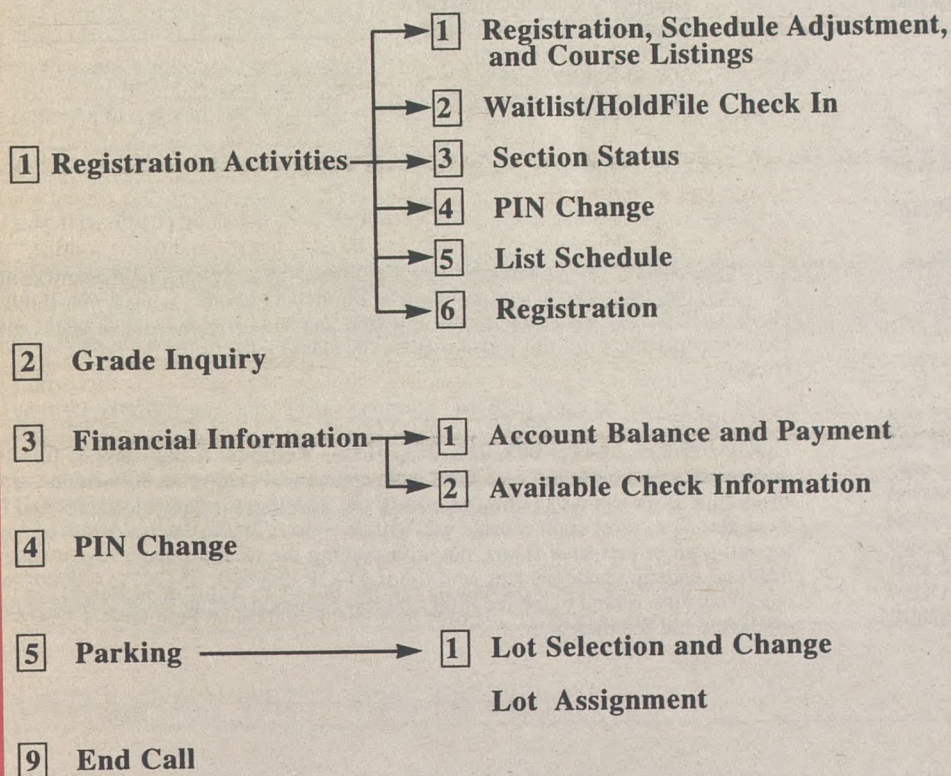 1 Registration, Schedule Adjustment,
and Course Listings
2 Waitlist/HoldFile Check In
1 Registration Activities
3 Section Status
4 PIN Change
5 List Schedule
6 Registration
2 Grade Inquiry
3 Financial Information
1 Account Balance and Payment
2 Available Check Information
4 PIN Change
5 Parking
1 Lot Selection and Change
Lot Assignment
9 End Call